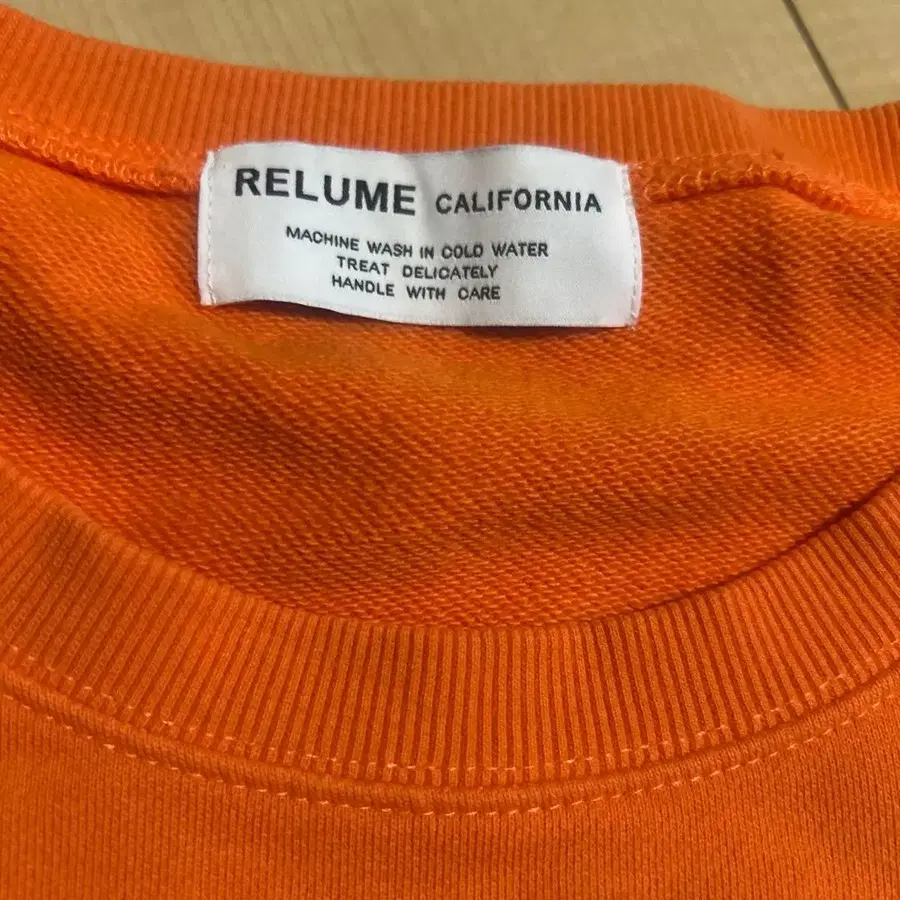 RELUME CALIFORNIA
MACHINE WASH IN COLD WATER
TREAT DELICATELY
HANDLE WITH CARE